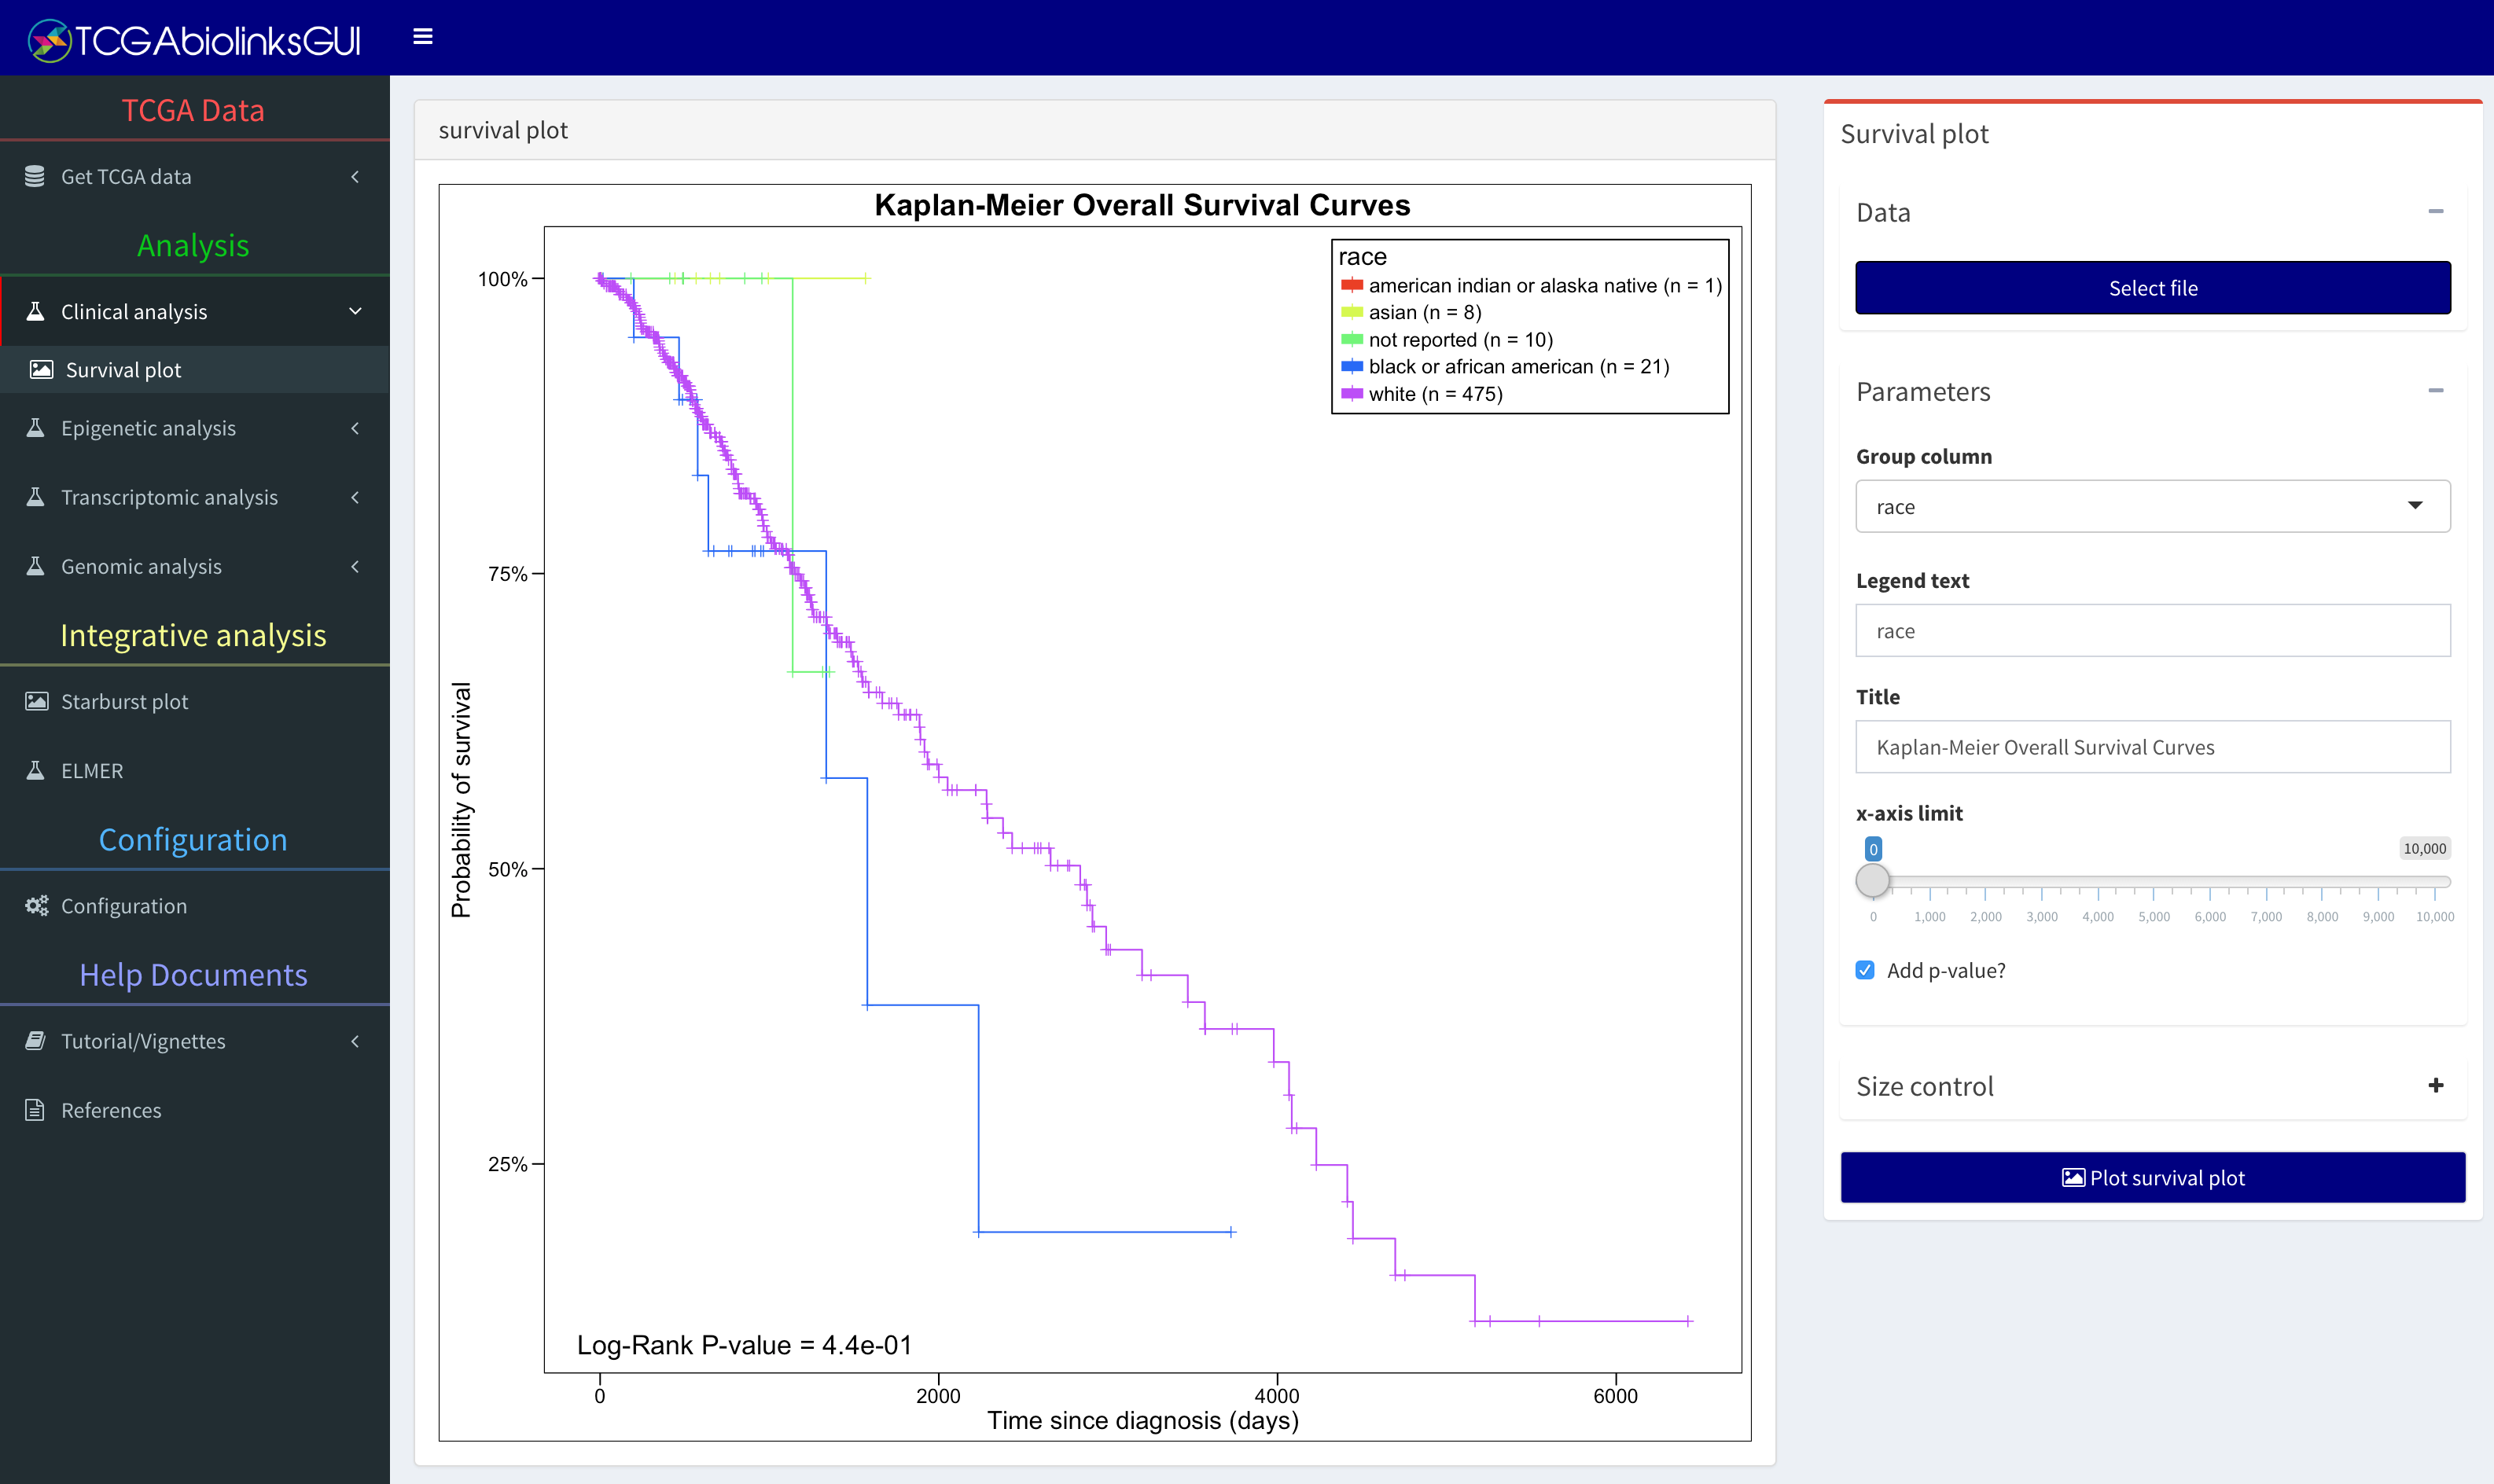 TCGAbiolinksGUI
TCGA Data
Get TCGA data
Analysis
Clinical analysis
Survival plot
Epigenetic analysis
Transcriptomic analysis
Genomic analysis
Integrative analysis
Starburst plot
ELMER
Configuration
Configuration
Help Documents
Tutorial/Vignettes
References
survival plot
Kaplan-Meier Overall Survival Curves
race
american indian or alaska native (n = 1)
asian (n = 8)
not reported (n = 10)
black or african american (n = 21)
white (n = 475)
100%
75%
50%
25%
Probability of survival
Log-Rank P-value = 4.4e-01
0 2000 4000 6000
Time since diagnosis (days)
Survival plot
Data
Select file
Parameters
Group column
race
Legend text
race
Title
Kaplan-Meier Overall Survival Curves
x-axis limit
0 10,000
0 1,000 2,000 3,000 4,000 5,000 6,000 7,000 8,000 9,000 10,000
Add p-value?
Size control
Plot survival plot